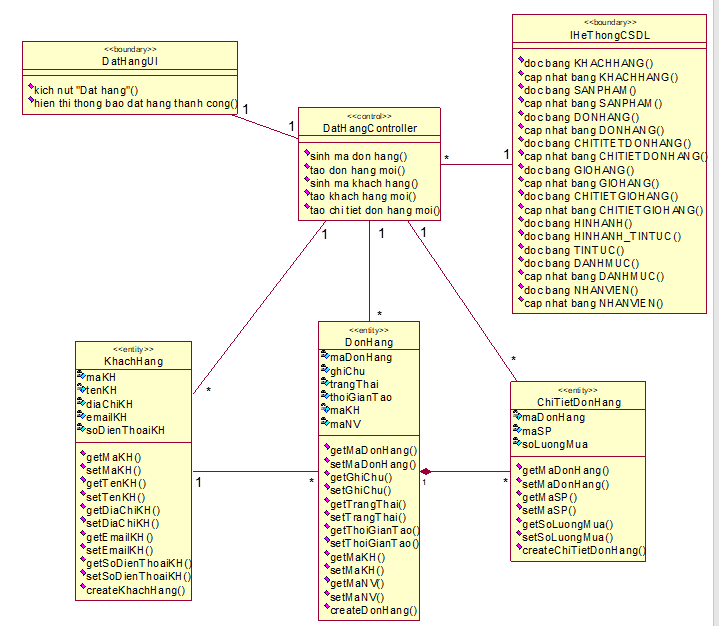 <<boundary>>
DatHangUI
kich nut "Dat hang"()
hien thi thong bao dat hang thanh cong()
1
1
<<control>>
DatHangController
sinh ma don hang()
tao don hang moi()
sinh ma khach hang()
tao khach hang moi()
tao chi tiet don hang moi()
*
1
<<boundary>>
IHeThongCSDL
doc bang KHACHHANG()
cap nhat bang KHACHHANG()
doc bang SANPHAM()
cap nhat bang SANPHAM()
doc bang DONHANG()
cap nhat bang DONHANG()
doc bang CHITITETDONHANG()
cap nhat bang CHITIETDONHANG()
doc bang GIOHANG()
cap nhat bang GIOHANG()
doc bang CHITIETGIOHANG()
cap nhat bang CHITIETGIOHANG()
doc bang HINHANH()
doc bang HINHANH_TINTUC()
doc bang TINTUC()
doc bang DANHMUC()
cap nhat bang DANHMUC()
doc bang NHANVIEN()
cap nhat bang NHANVIEN()
1
1
1
*
*
*
<<entity>>
KhachHang
maKH
tenKH
diaChiKH
emailKH
soDienThoaiKH
getMaKH()
setMaKH()
getTenKH()
setTenKH()
getDiaChiKH()
setDiaChiKH()
getEmailKH()
setEmailKH()
getSoDienThoaiKH()
setSoDienThoaiKH()
createKhachHang()
1
*
<<entity>>
DonHang
maDonHang
ghiChu
trangThai
thoiGianTao
maKH
maNV
getMaDonHang()
setMaDonHang()
getGhiChu()
setGhiChu()
getTrangThai()
setTrangThai()
getThoiGianTao()
setThoiGianTao()
getMaKH()
setMaKH()
getMaNV()
setMaNV()
createDonHang()
1
*
<<entity>>
ChiTietDonHang
maDonHang
maSP
soLuongMua
getMaDonHang()
setMaDonHang()
getMaSP()
setMaSP()
getSoLuongMua()
setSoLuongMua()
createChiTietDonHang()